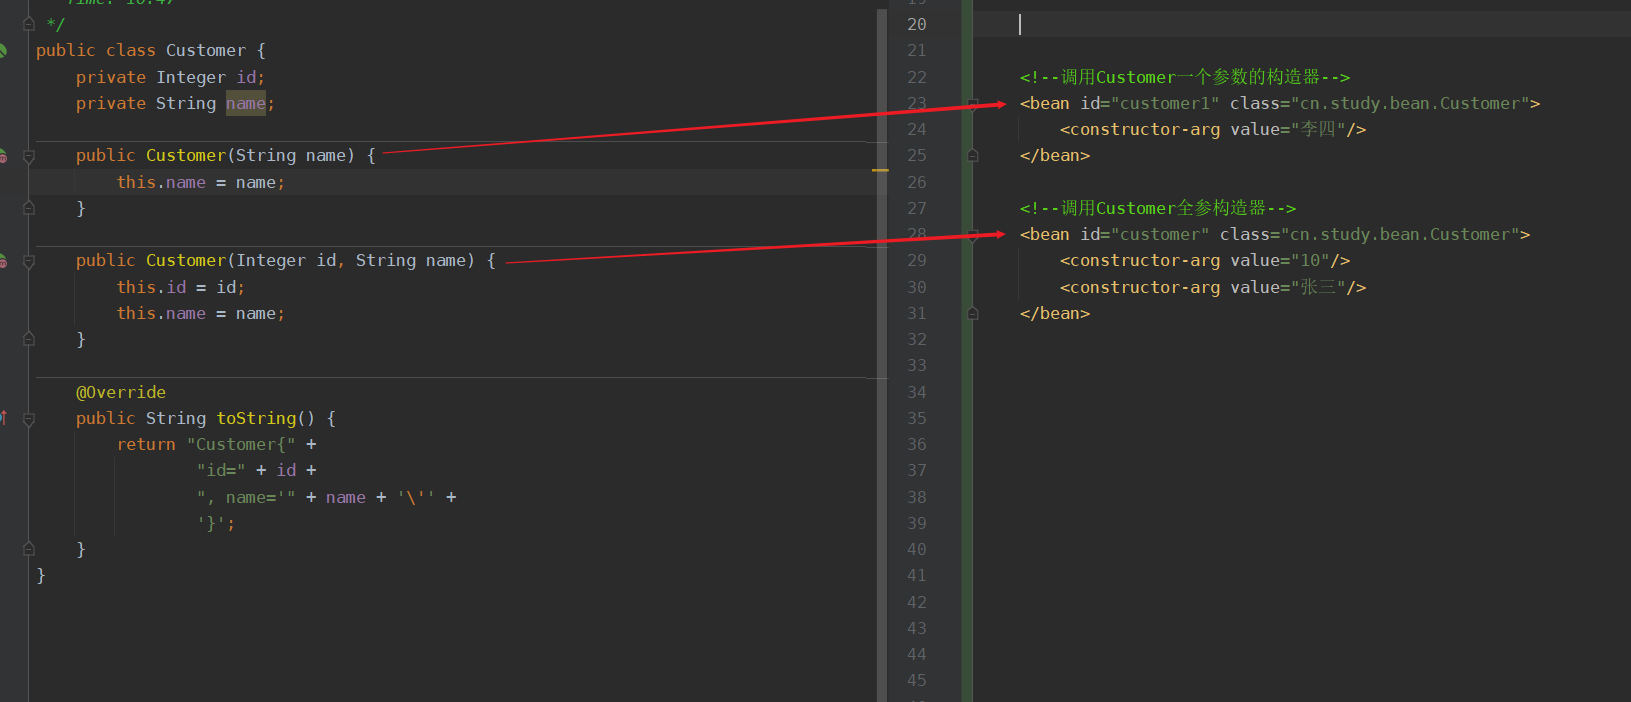 */
public class Customer {
    private Integer id;
    private String name;
    public Customer(String name) {
        this.name = name;
    }
    public Customer(Integer id, String name) {
        this.id = id;
        this.name = name;
    }
    @Override
    public String toString() {
        return "Customer{" +
                "id=" + id +
                ", name='" + name + '\'' +
                '}';
    }
}
20
21
22 <!--调用Customer一个参数的构造器-->
23 <bean id="customer1" class="cn.study.bean.Customer">
24     <constructor-arg value="李四"/>
25 </bean>
26
27 <!--调用Customer全参构造器-->
28 <bean id="customer" class="cn.study.bean.Customer">
29     <constructor-arg value="10"/>
30     <constructor-arg value="张三"/>
31 </bean>
32
33
34
35
36
37
38
39
40
41
42
43
44
45